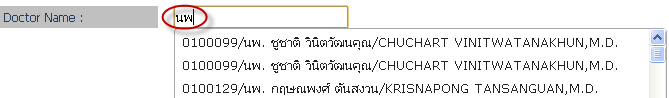 Doctor Name : นพ
0100099/นพ. ชูชาติ วินิตวัฒนคุณ/CHUCHART VINITWATANAKHUN,M.D.
0100099/นพ. ชูชาติ วินิตวัฒนคุณ/CHUCHART VINITWATANAKHUN,M.D.
0100129/นพ. กฤษณพงศ์ ตันสงวน/KRISNAPONG TANSANGUAN,M.D.